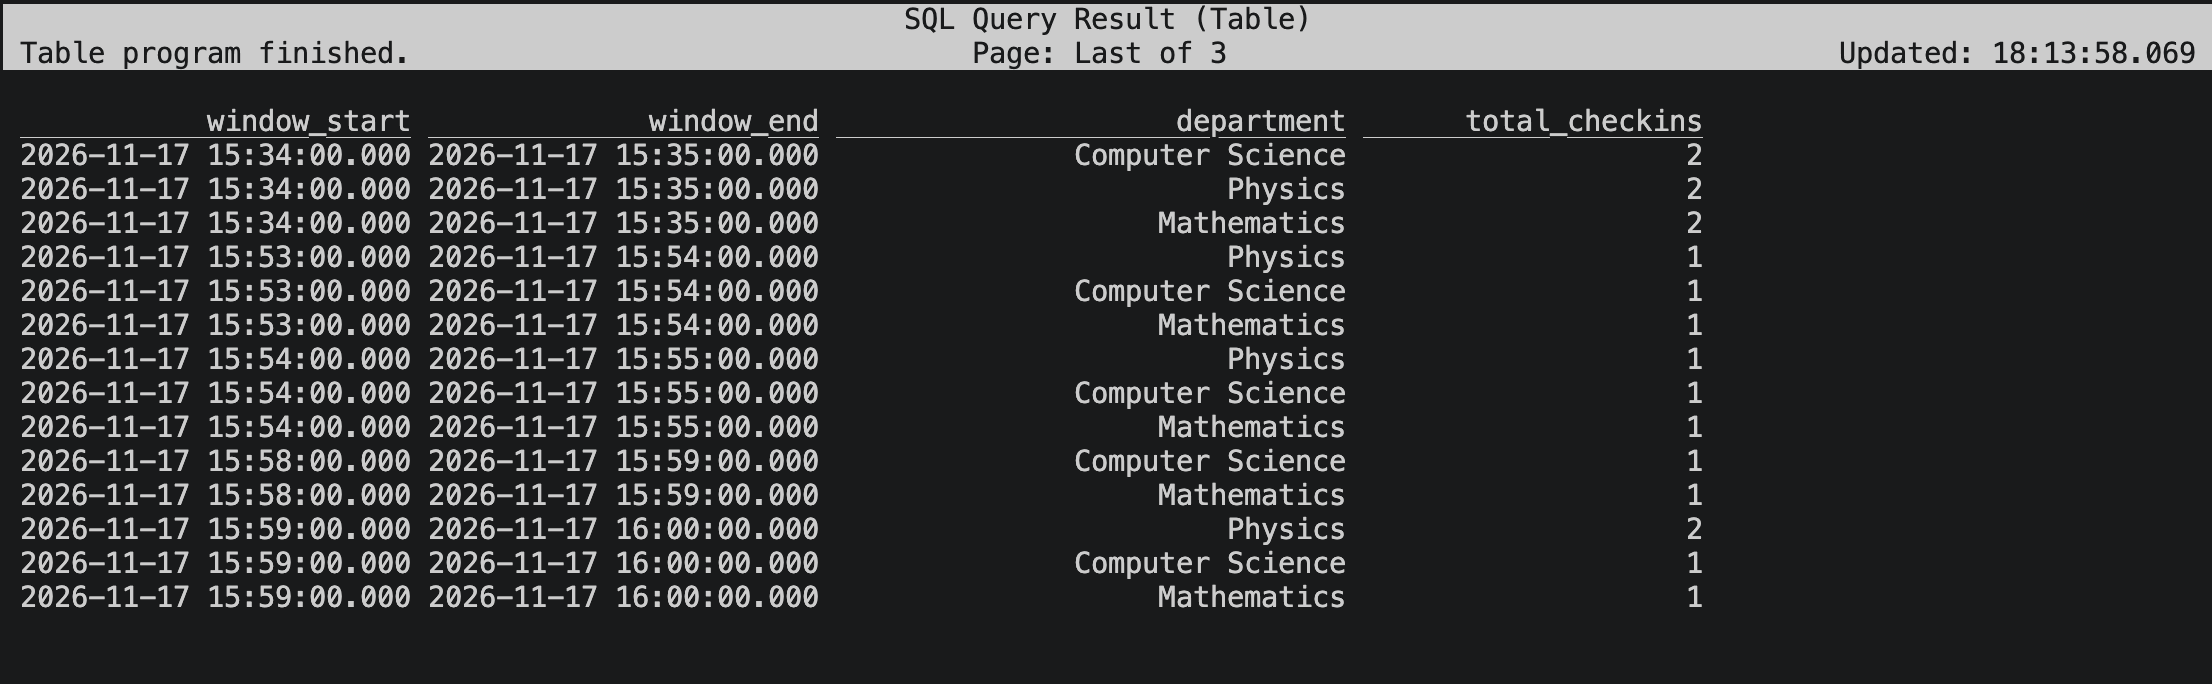 SQL Query Result (Table)
Table program finished. Page: Last of 3 Updated: 18:13:58.069
window_start window_end department total_checkins
2026-11-17 15:34:00.000 2026-11-17 15:35:00.000 Computer Science 2
2026-11-17 15:34:00.000 2026-11-17 15:35:00.000 Physics 2
2026-11-17 15:34:00.000 2026-11-17 15:35:00.000 Mathematics 2
2026-11-17 15:53:00.000 2026-11-17 15:54:00.000 Physics 1
2026-11-17 15:53:00.000 2026-11-17 15:54:00.000 Computer Science 1
2026-11-17 15:53:00.000 2026-11-17 15:54:00.000 Mathematics 1
2026-11-17 15:54:00.000 2026-11-17 15:55:00.000 Physics 1
2026-11-17 15:54:00.000 2026-11-17 15:55:00.000 Computer Science 1
2026-11-17 15:54:00.000 2026-11-17 15:55:00.000 Mathematics 1
2026-11-17 15:58:00.000 2026-11-17 15:59:00.000 Computer Science 1
2026-11-17 15:58:00.000 2026-11-17 15:59:00.000 Mathematics 1
2026-11-17 15:59:00.000 2026-11-17 16:00:00.000 Physics 2
2026-11-17 15:59:00.000 2026-11-17 16:00:00.000 Computer Science 1
2026-11-17 15:59:00.000 2026-11-17 16:00:00.000 Mathematics 1